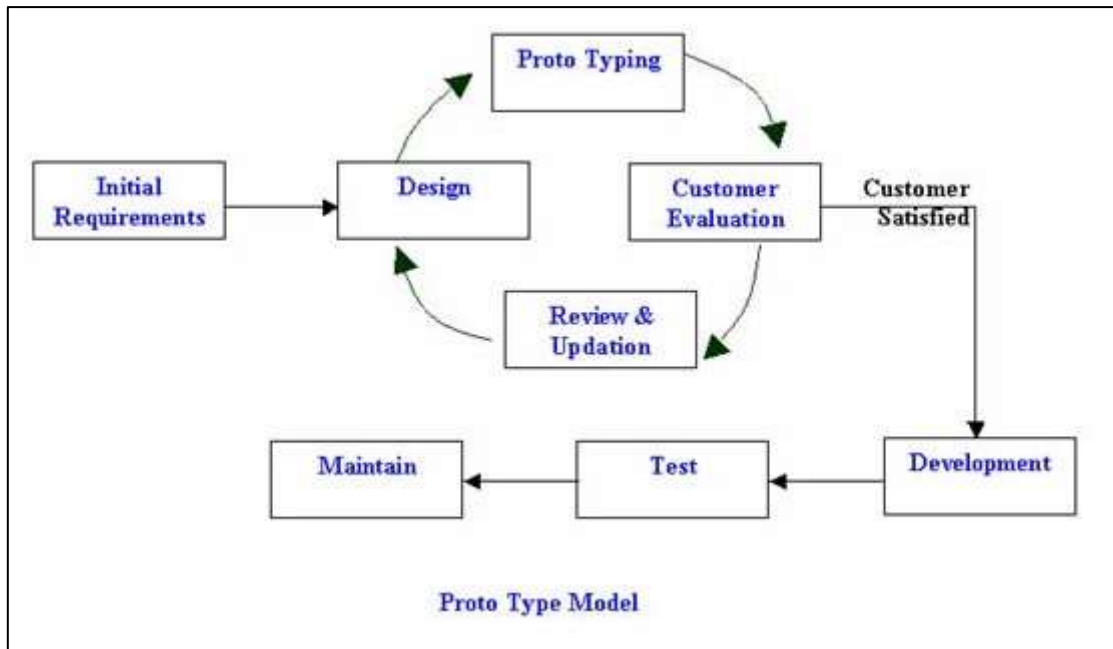 Proto Typing
Initial
Requirements
Design
Customer
Evaluation
Customer
Satisfied
Review &
Updation
Maintain
Test
Development
Proto Type Model